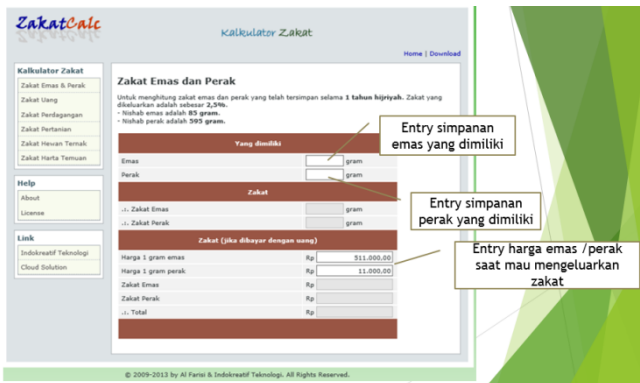 ZakatCalc
Kalkulator Zakat
Home | Download
Kalkulator Zakat
Zakat Emas & Perak
Zakat Uang
Zakat Perdagangan
Zakat Pertanien
Zakat Hewan Ternak
Zakat Harta Temuan
Help
About
License
Link
Indokreatif Teknologi
Cloud Solution
Zakat Emas dan Perak
Untuk menghitung zakat emas dan perak yang telah tersimpan selama 1 tahun hijriyah. Zakat yang
dikeluarkan adalah sebesar 2,5%.
- Nishab emas adalah 85 gram.
- Nishab perak adalah 595 gram.
Yang dimiliki
Emas gram
Perak gram
Zakat
.:. Zakat Emas gram
.:. Zakat Perak gram
Zakat (jika dibayar dengan uang)
Harga 1 gram emas Rp 511.000.00
Harga 1 gram perak Rp 11.000.00
Zakat Emas Rp
Zakat Perak Rp
.:. Total Rp
Entry simpanan
emas yang dimiliki
Entry simpanan
perak yang dimiliki
Entry harga emas /perak
saat mau mengeluarkan
zakat
© 2009-2013 by Al Farisi & Indokreatif Teknologi. All Rights Reserved.